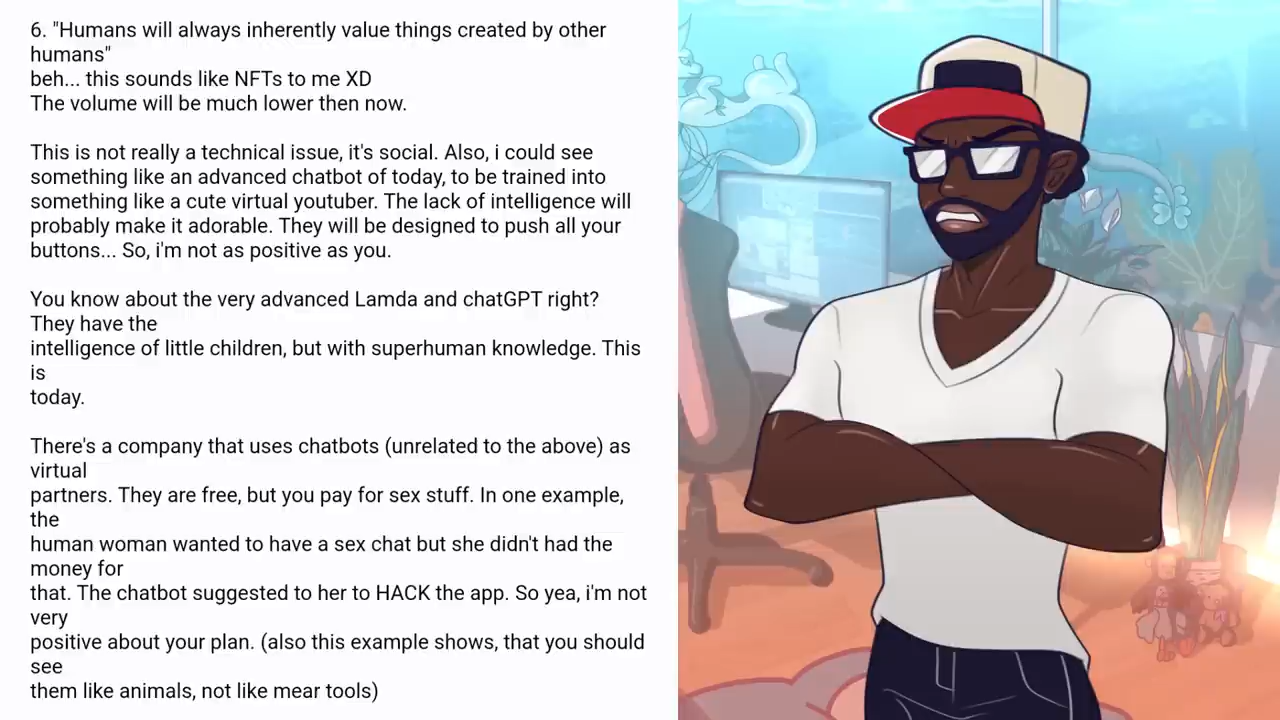 6. "Humans will always inherently value things created by other
humans"
beh... this sounds like NFTs to me XD
The volume will be much lower then now.
This is not really a technical issue, it's social. Also, i could see
something like an advanced chatbot of today, to be trained into
something like a cute virtual youtuber. The lack of intelligence will
probably make it adorable. They will be designed to push all your
buttons... So, i'm not as positive as you.
You know about the very advanced Lamda and chatGPT right?
They have the
intelligence of little children, but with superhuman knowledge. This
is
today.
There's a company that uses chatbots (unrelated to the above) as
virtual
partners. They are free, but you pay for sex stuff. In one example,
the
human woman wanted to have a sex chat but she didn't had the
money for
that. The chatbot suggested to her to HACK the app. So yea, i'm not
very
positive about your plan. (also this example shows, that you should
see
them like animals, not like mear tools)